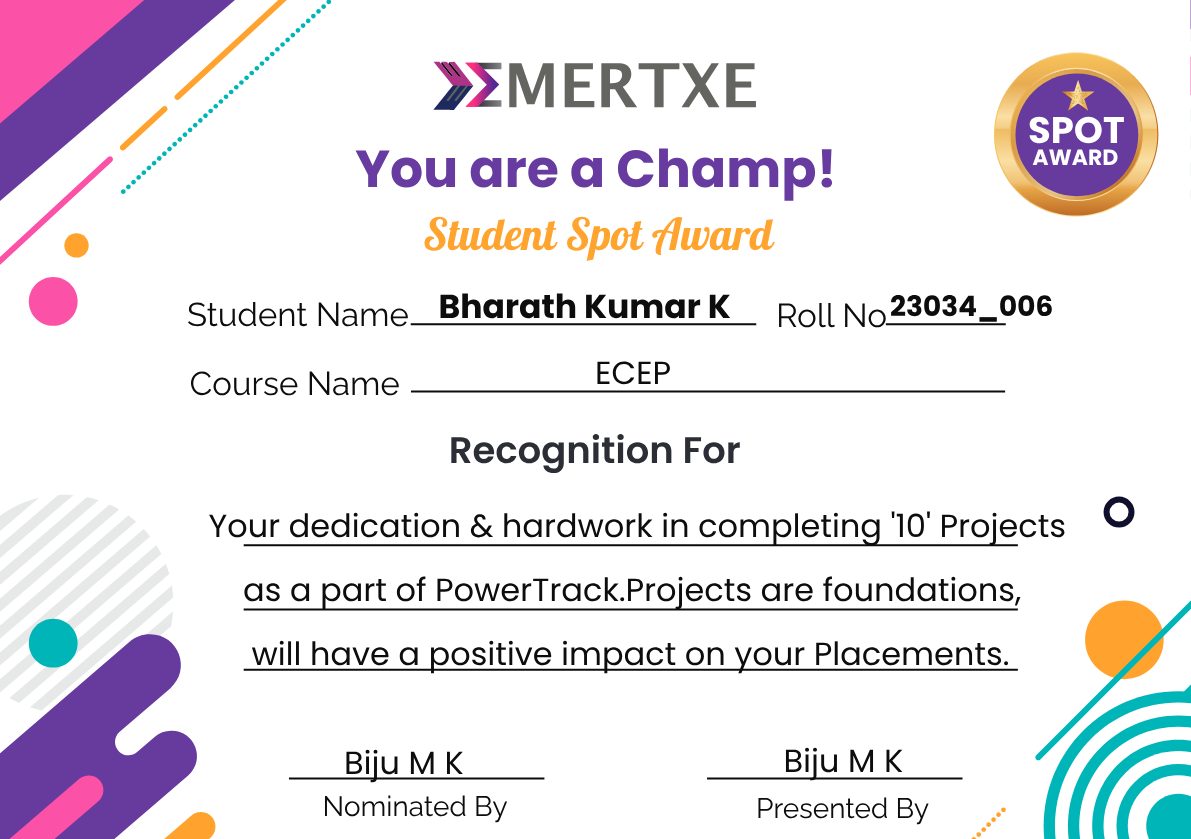 EMERTXE
SPOT
AWARD
You are a Champ!
Student Spot Award
Student Name Bharath Kumar K Roll No 23034_006
Course Name ECEP
Recognition For
Your dedication & hardwork in completing '10' Projects
as a part of PowerTrack.Projects are foundations,
will have a positive impact on your Placements.
Biju M K Biju M K
Nominated By Presented By